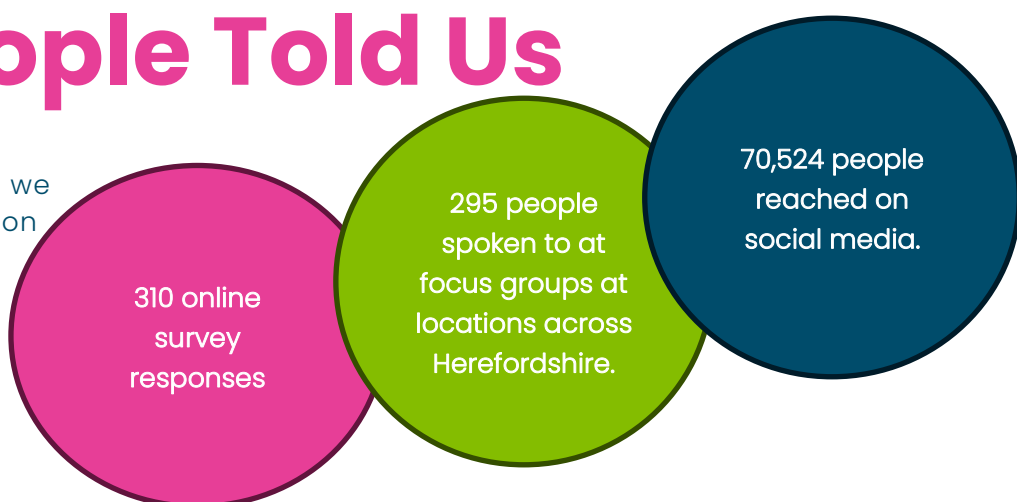 ople Told Us
we
on
310 online
survey
responses
295 people
spoken to at
focus groups at
locations across
Herefordshire.
70,524 people
reached on
social media.